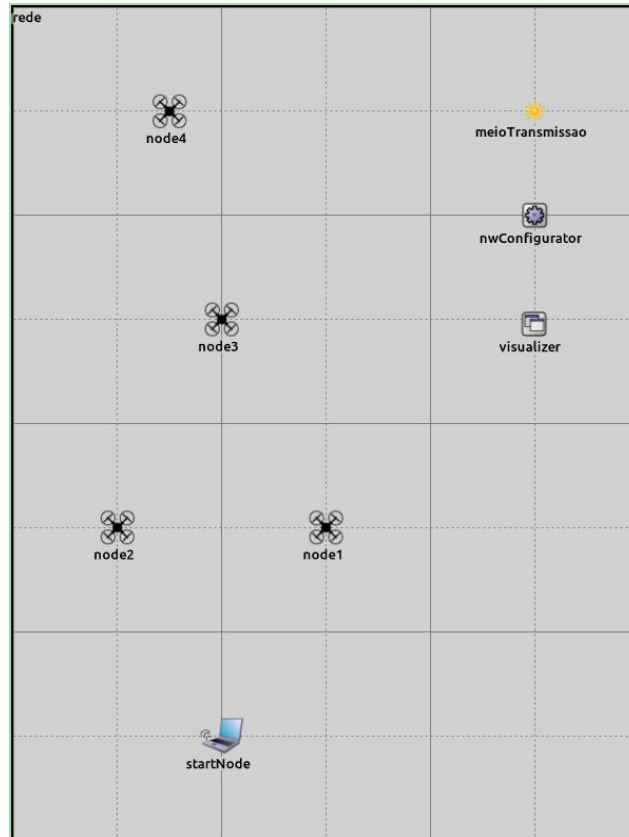 rede
node4
meioTransmissao
nwConfigurator
node3
visualizer
node2
node1
startNode